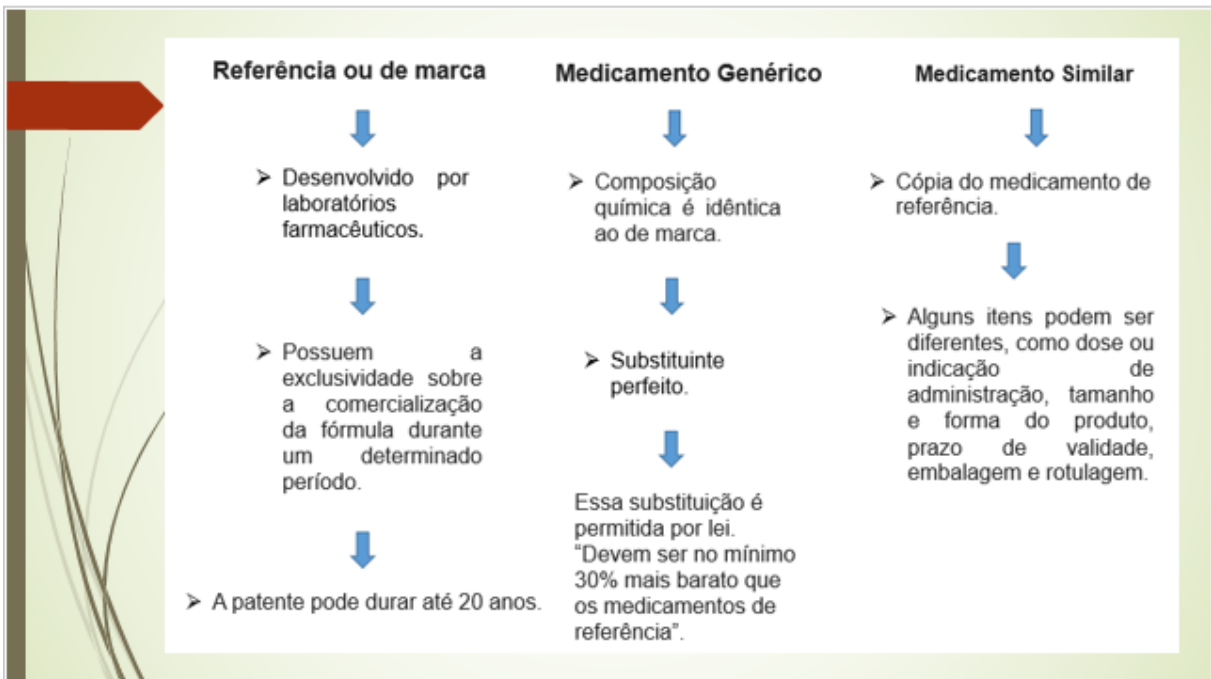 Referência ou de marca
➢ Desenvolvido por
laboratórios
farmacêuticos.
➢ Possuem a
exclusividade sobre
a comercialização
da fórmula durante
um determinado
período.
➢ A patente pode durar até 20 anos.
Medicamento Genérico
➢ Composição
química é idêntica
ao de marca.
➢ Substituinte
perfeito.
Essa substituição é
permitida por lei.
“Devem ser no mínimo
30% mais barato que
os medicamentos de
referência”.
Medicamento Similar
➢ Cópia do medicamento de
referência.
➢ Alguns itens podem ser
diferentes, como dose ou
indicação de
administração, tamanho
e forma do produto,
prazo de validade,
embalagem e rotulagem.